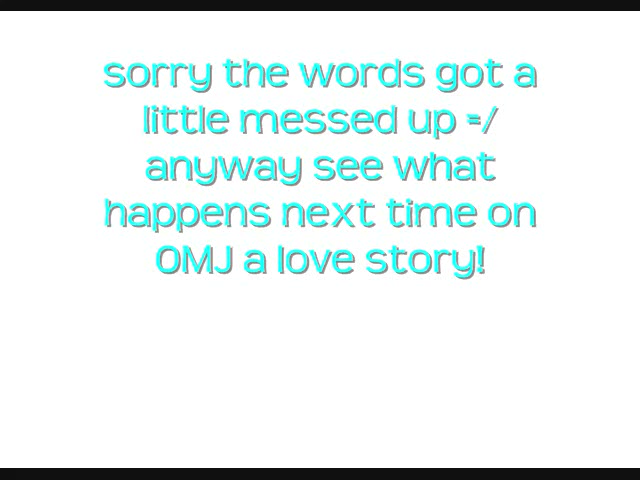 sorry the words got a
little messed up =/
anyway see what
happens next time on
OMJ a love story!